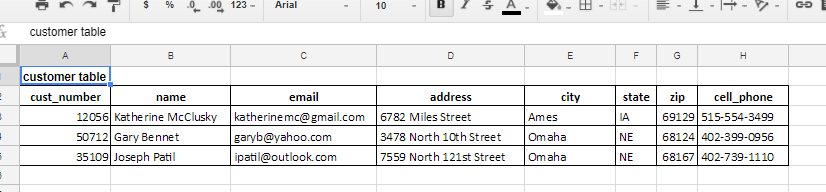 $ % .0 .00 123 - Arial - 10 - B I S A
customer table
A B C D E F G H
customer table
cust_number name email address city state zip cell_phone
12056 Katherine McClusky katherinemc@gmail.com 6782 Miles Street Ames IA 69129 515-554-3499
50712 Gary Bennet garyb@yahoo.com 3478 North 10th Street Omaha NE 68124 402-399-0956
35109 Joseph Patil ipatil@outlook.com 7559 North 121st Street Omaha NE 68167 402-739-1110